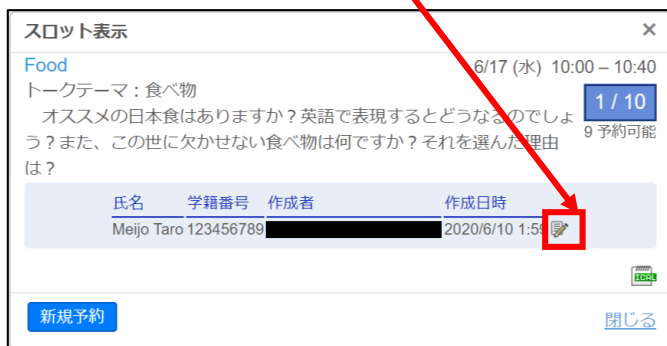 スロット表示 ×
Food 6/17 (水) 10:00 – 10:40
トークテーマ：食べ物
オススメの日本食はありますか？英語で表現するとどうなるのでしょ
う？また、この世に欠かせない食べ物は何ですか？それを選んだ理由
は？
1 / 10
9 予約可能
氏名 学籍番号 作成者 作成日時
Meijo Taro 123456789 2020/6/10 1:59
ICAL
新規予約 閉じる